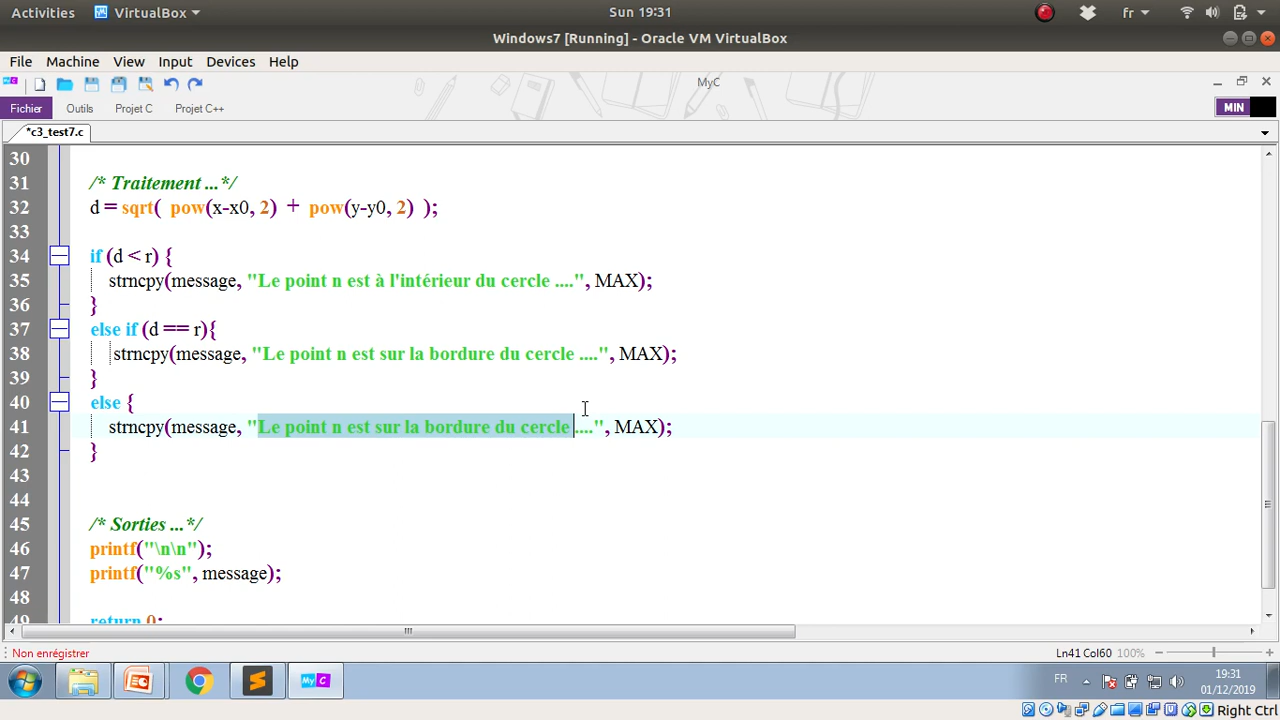 Activities VirtualBox Sun 19:31 fr
Windows7 [Running] - Oracle VM VirtualBox
File Machine View Input Devices Help
MyC
Fichier Outils Projet C Projet C++ MIN
*c3_test7.c
30
31 /* Traitement ...*/
32 d = sqrt( pow(x-x0, 2) + pow(y-y0, 2) );
33
34 if (d < r) {
35 strncpy(message, "Le point n est à l'intérieur du cercle ....", MAX);
36 }
37 else if (d == r){
38 strncpy(message, "Le point n est sur la bordure du cercle ....", MAX);
39 }
40 else {
41 strncpy(message, "Le point n est sur la bordure du cercle ....", MAX);
42 }
43
44
45 /* Sorties ...*/
46 printf("\n\n");
47 printf("%s", message);
48
49 return 0;
Non enregistrer Ln41 Col60 100%
MyC FR 19:31
01/12/2019
Right Ctrl